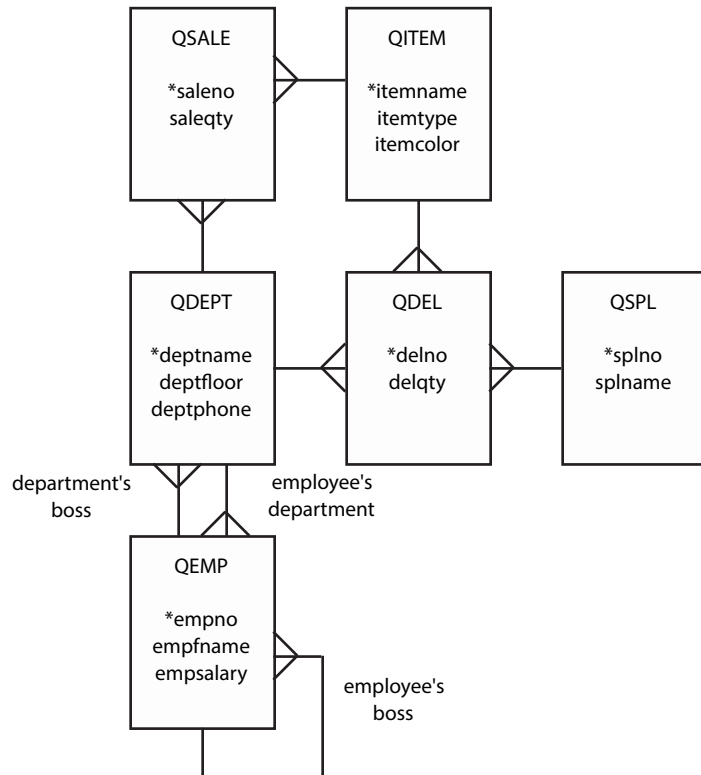 QSALE
*saleno
saleqty
QITEM
*itemname
itemtype
itemcolor
QDEPT
*deptname
deptfloor
deptphone
QDEL
*delno
delqty
QSPL
*splno
splname
department's
boss
employee's
department
QEMP
*empno
empfname
empsalary
employee's
boss